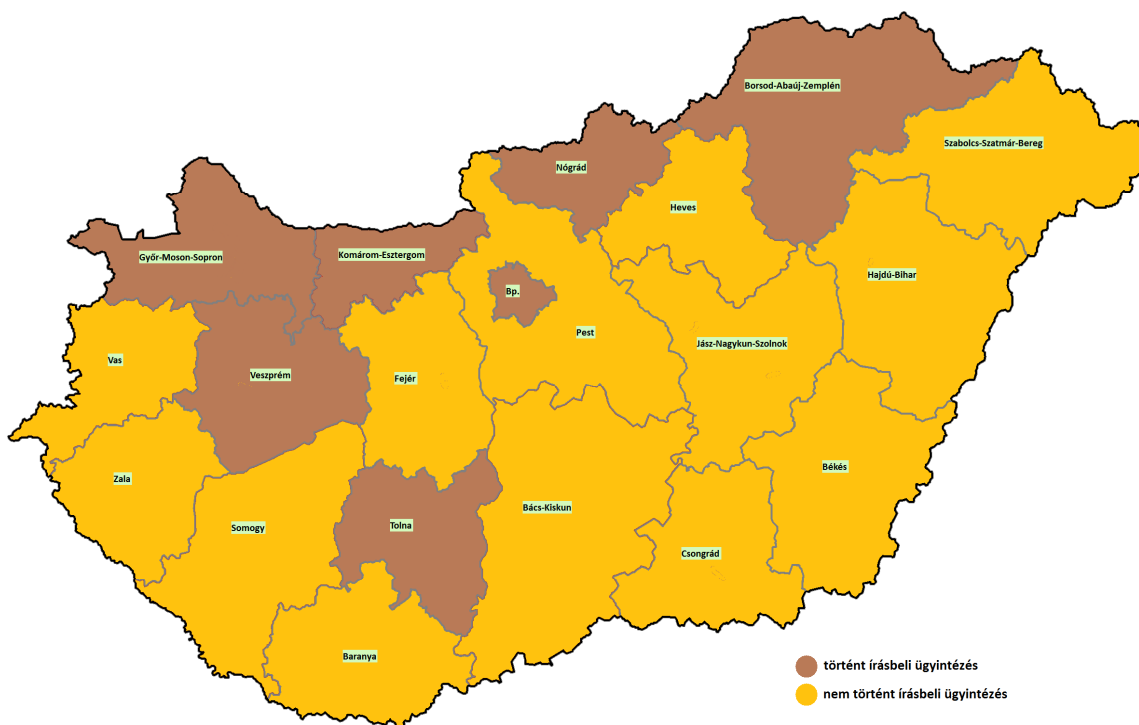 Borsod-Abaúj-Zemplén
Szabolcs-Szatmár-Bereg
Nógrád
Heves
Győr-Moson-Sopron
Komárom-Esztergom
Hajdú-Bihar
Bp.
Pest
Jász-Nagykun-Szolnok
Vas
Veszprém
Fejér
Zala
Békés
Somogy
Tolna
Bács-Kiskun
Csongrád
Baranya
történt írásbeli ügyintézés
nem történt írásbeli ügyintézés